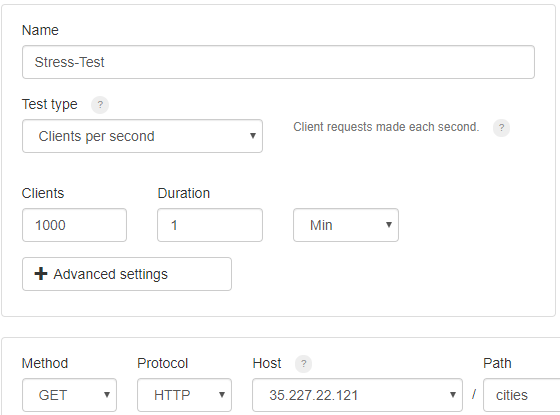 Name
Stress-Test
Test type ?
Clients per second
Client requests made each second. ?
Clients Duration
1000 1 Min
+ Advanced settings
Method Protocol Host ? Path
GET HTTP 35.227.22.121 / cities